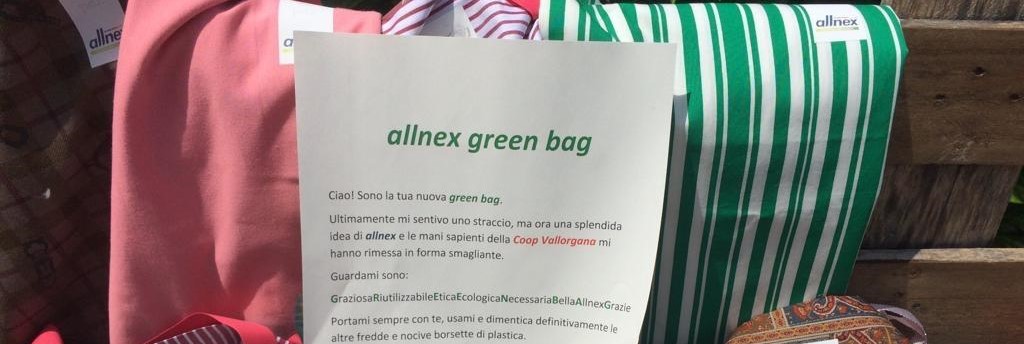 allnex
allnex
allnex green bag
Ciao! Sono la tua nuova green bag.
Ultimamente mi sentivo uno straccio, ma ora una splendida
idea di allnex e le mani sapienti della Coop Vallorgana mi
hanno rimessa in forma smagliante.
Guardami sono:
GraziosaRiutilizzabileEticaEcologicaNecessariaBellaAllnexGrazie
Portami sempre con te, usami e dimentica definitivamente le
altre fredde e nocive borsette di plastica.